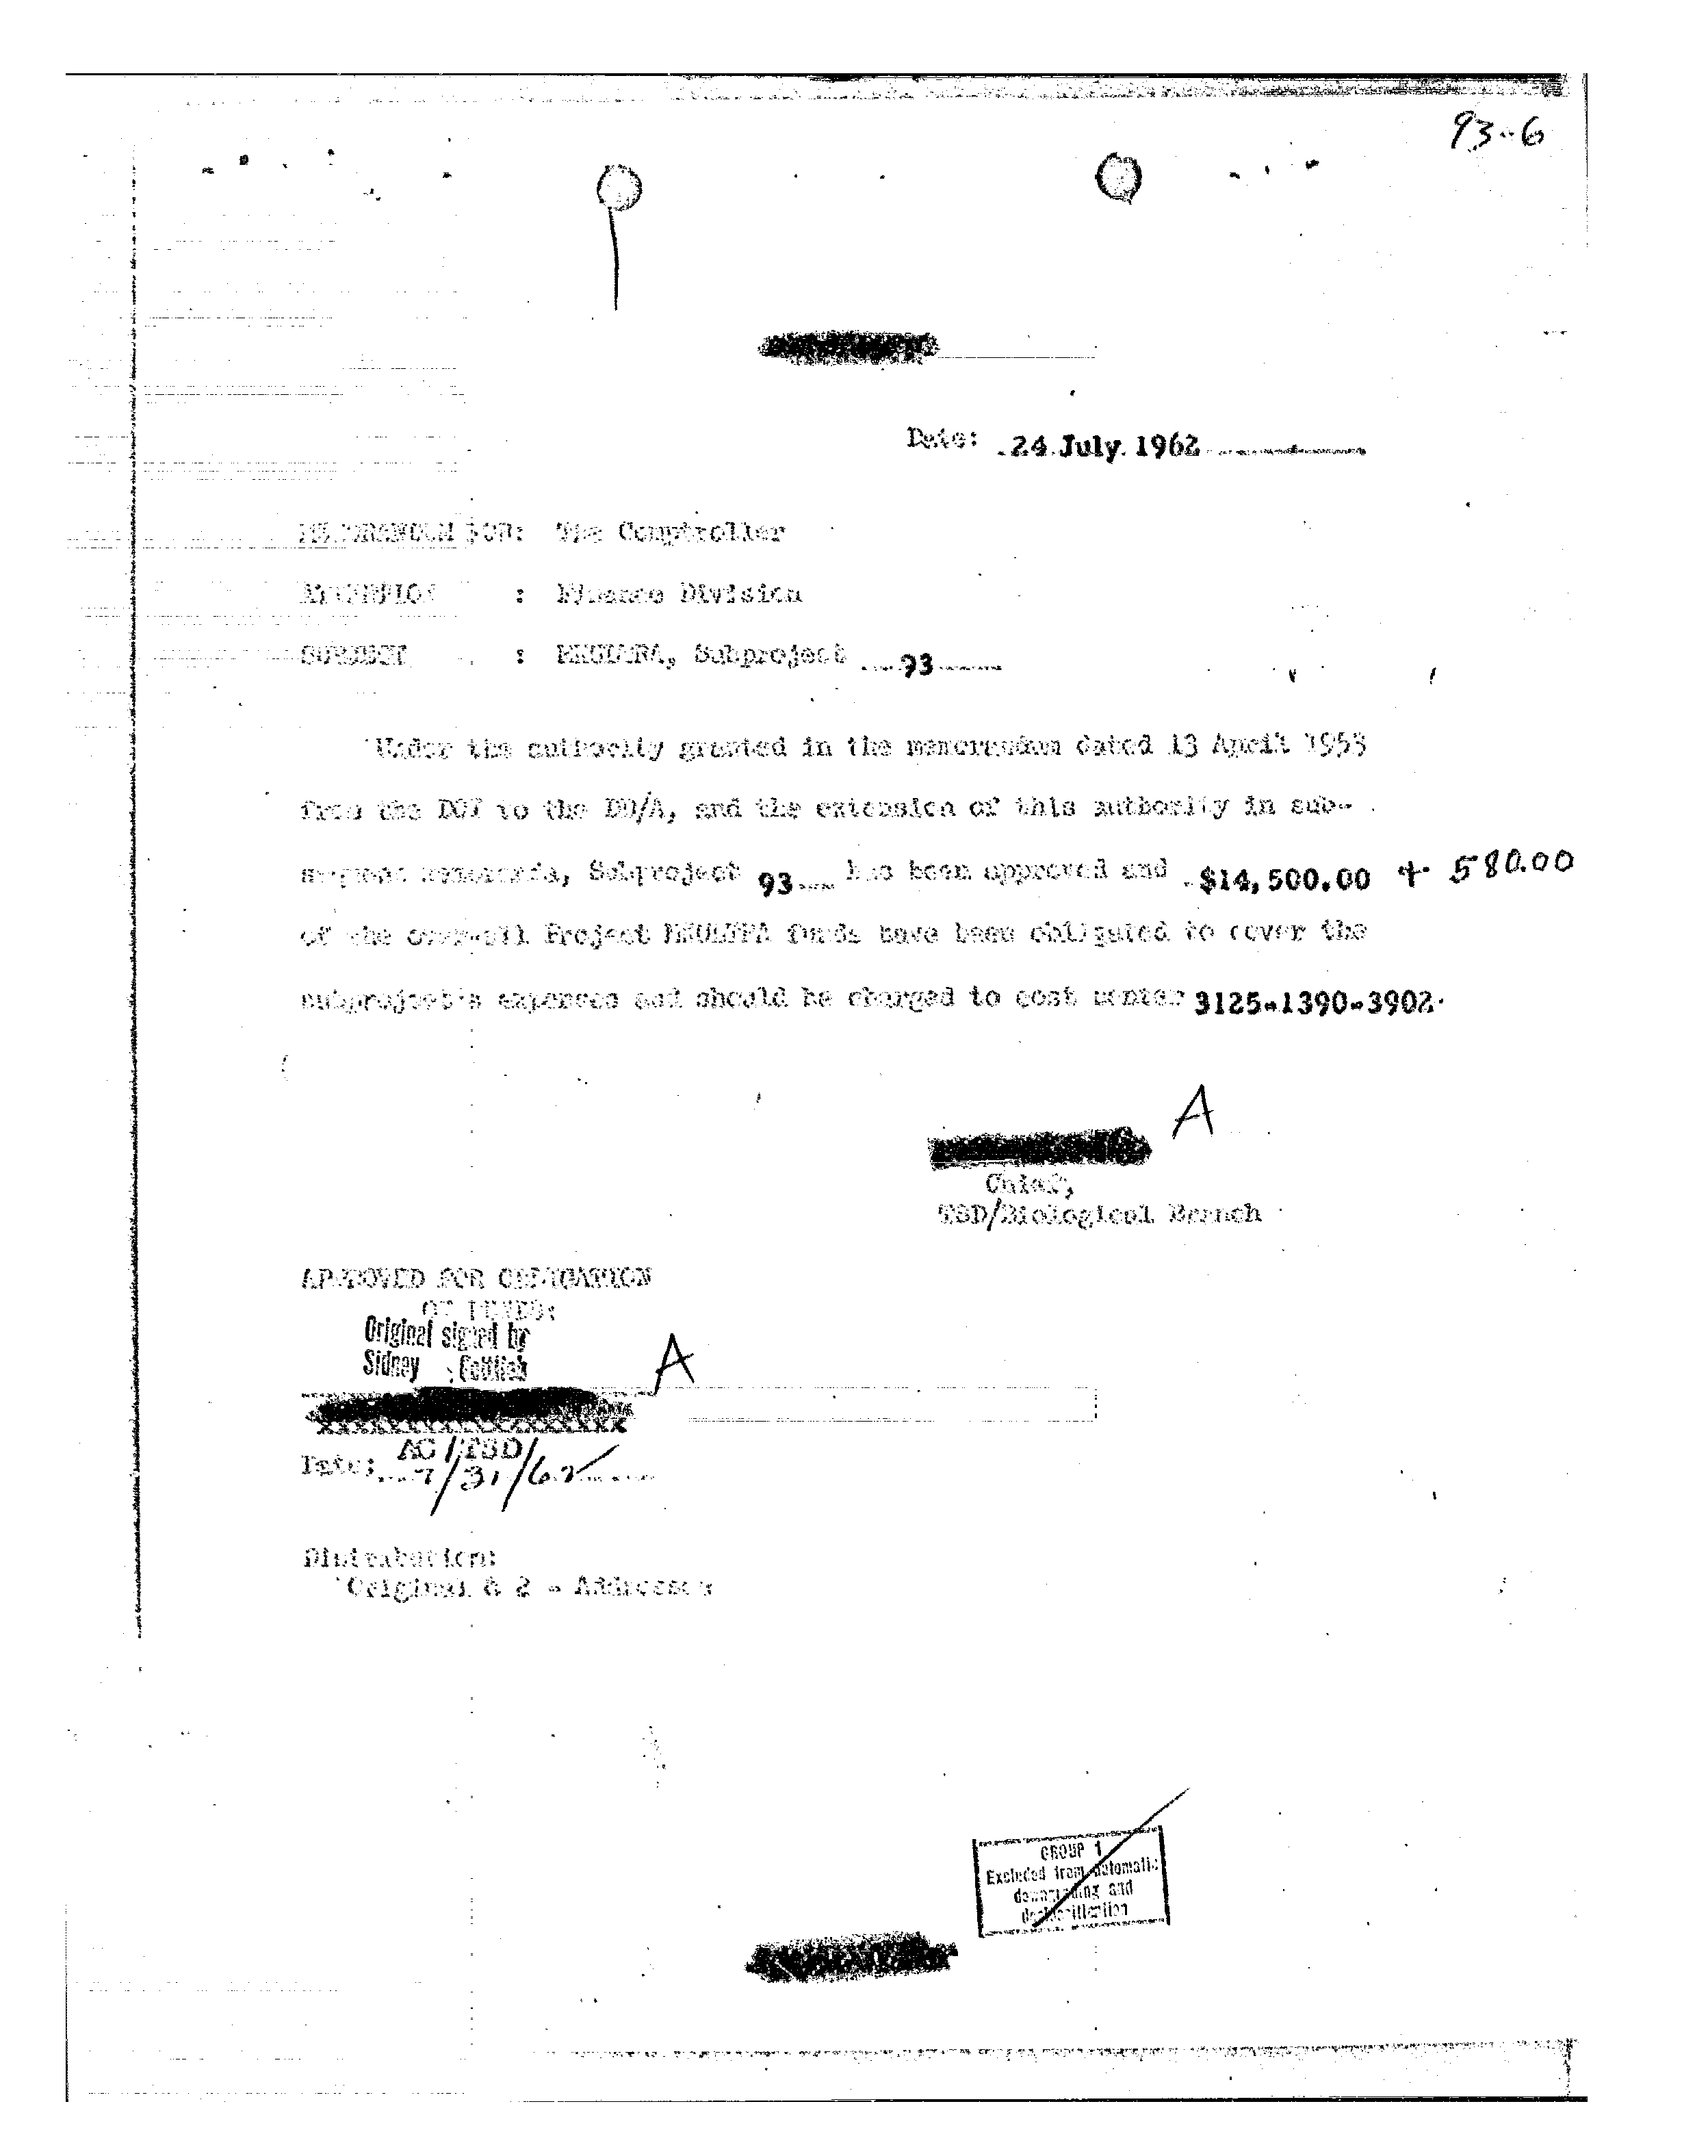 93-6
Date: 24 July 1962
MEMORANDUM FOR: The Comptroller
ATTENTION : Finance Division
SUBJECT : MKULTRA, Subproject 93
Under the authority granted in the memorandum dated 13 April 1953
from the DCI to the DD/A, and the extension of this authority in sub-
sequent memoranda, Subproject 93 has been approved and $14,500.00 + 580.00
of the over-all Project MKULTRA funds have been obligated to cover the
subproject's expenses and should be charged to cost center 3125-1390-3902.
A
Chief,
TSD/Biological Branch
APPROVED FOR OBLIGATION
OF FUNDS:
Original signed by
Sidney Gottlieb
A
XXXXXXXXXXXXXXXXXXX
AC/TSD
Date: 7/31/62
Distribution:
Original & 2 - Addressee
GROUP 1
Excluded from automatic
downgrading and
declassification